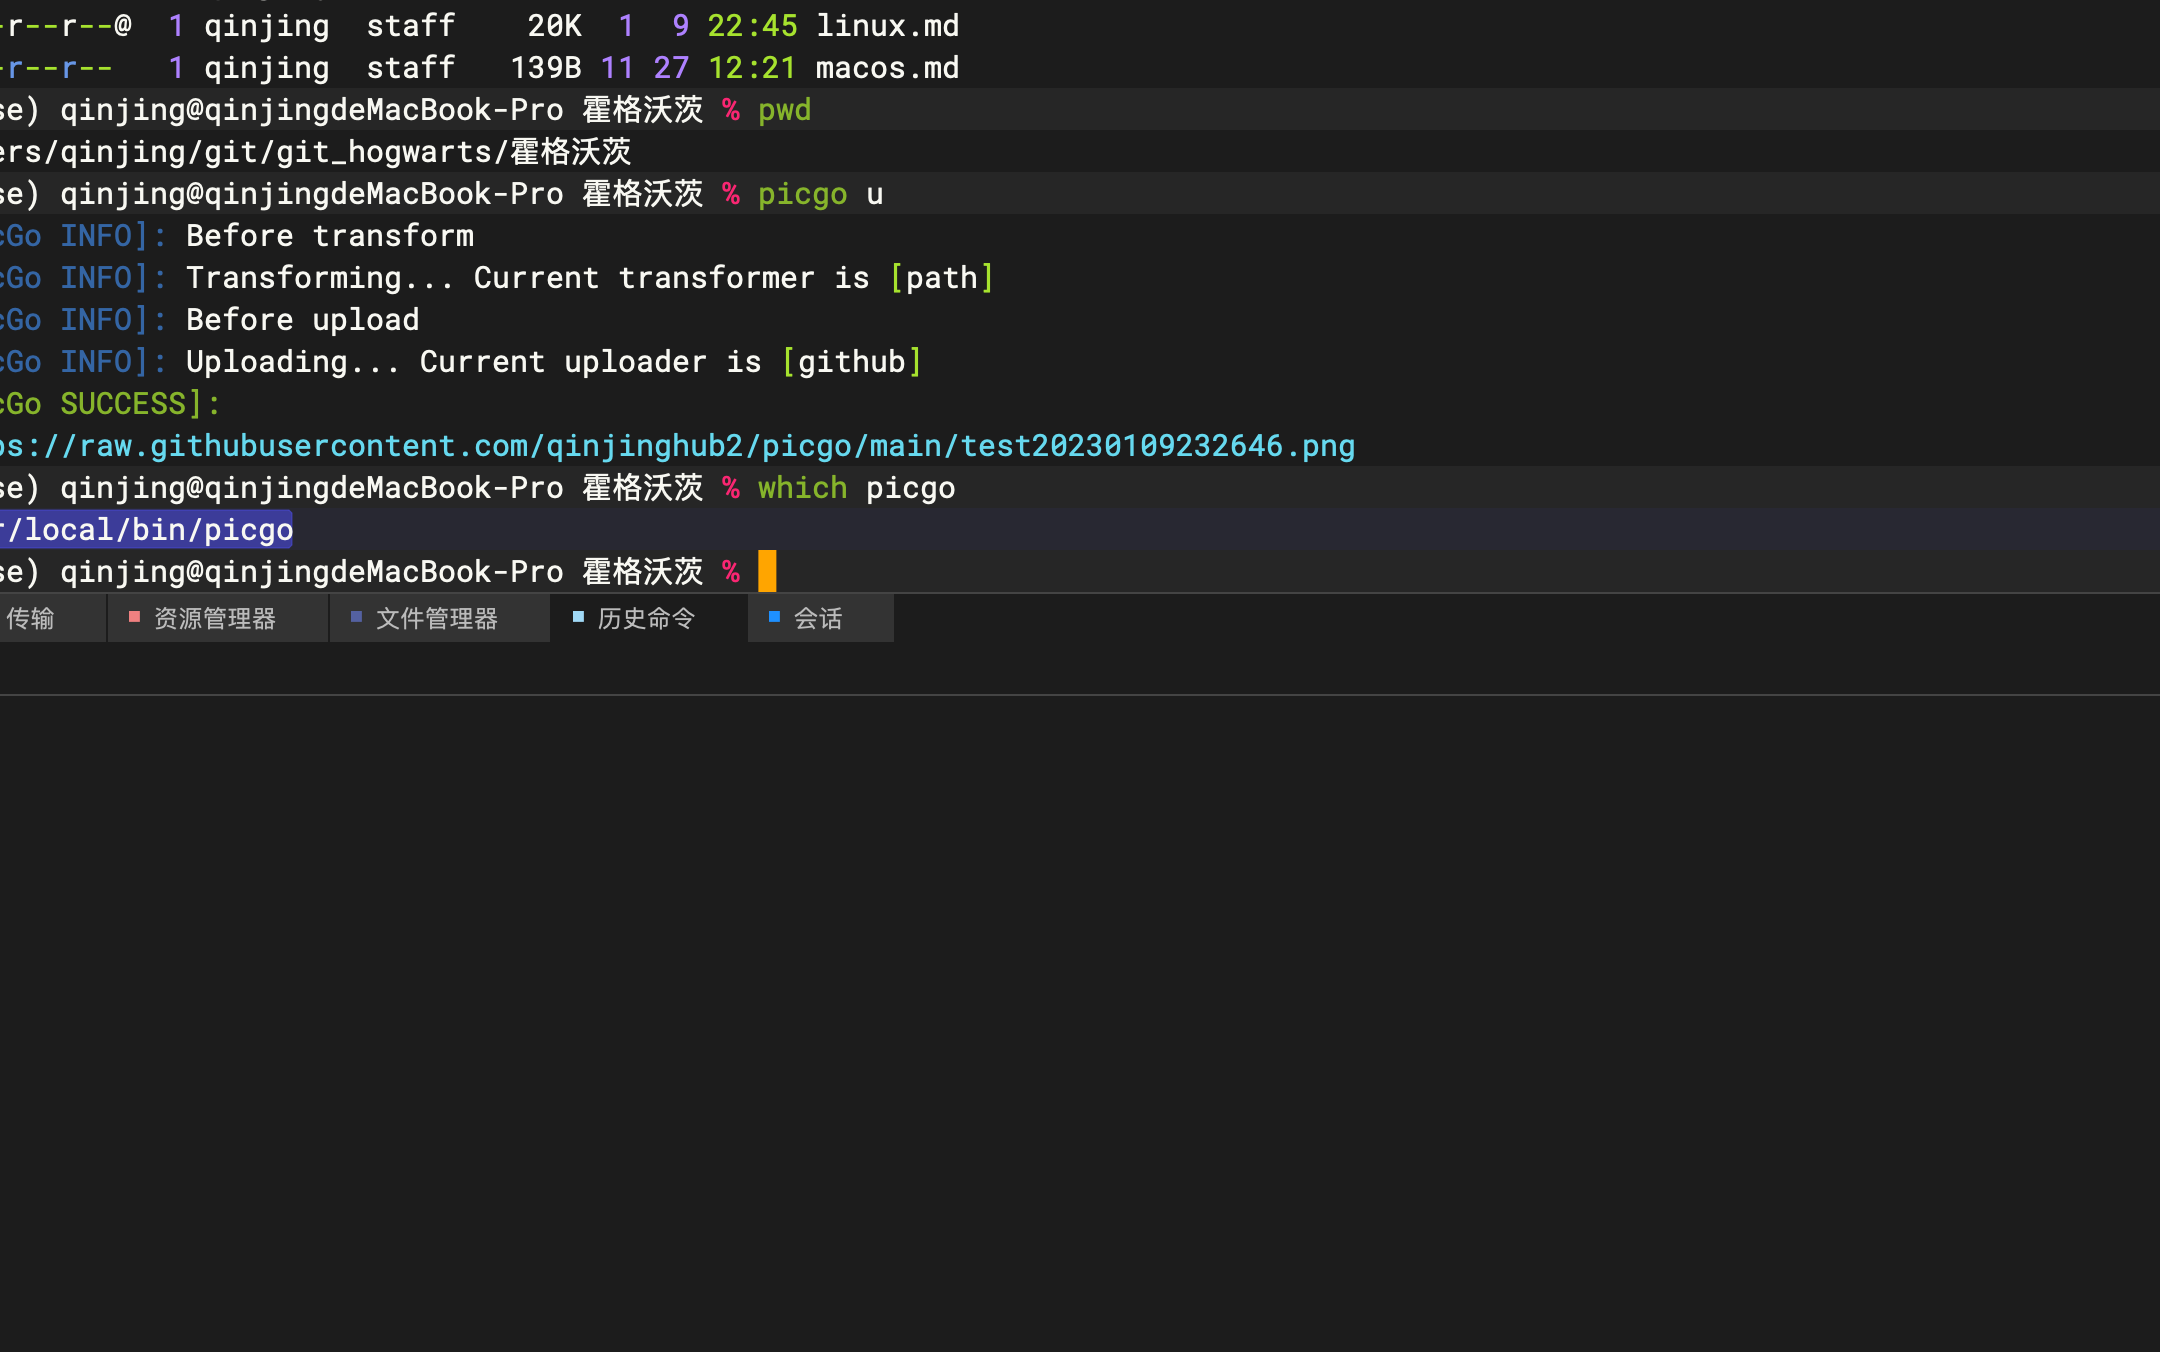 -r--r--@  1 qinjing  staff    20K  1  9 22:45 linux.md
-r--r--   1 qinjing  staff   139B 11 27 12:21 macos.md
se) qinjing@qinjingdeMacBook-Pro 霍格沃茨 % pwd
ers/qinjing/git/git_hogwarts/霍格沃茨
se) qinjing@qinjingdeMacBook-Pro 霍格沃茨 % picgo u
cGo INFO]: Before transform
cGo INFO]: Transforming... Current transformer is [path]
cGo INFO]: Before upload
cGo INFO]: Uploading... Current uploader is [github]
cGo SUCCESS]:
ps://raw.githubusercontent.com/qinjinghub2/picgo/main/test20230109232646.png
se) qinjing@qinjingdeMacBook-Pro 霍格沃茨 % which picgo
r/local/bin/picgo
se) qinjing@qinjingdeMacBook-Pro 霍格沃茨 %
传输 资源管理器 文件管理器 历史命令 会话